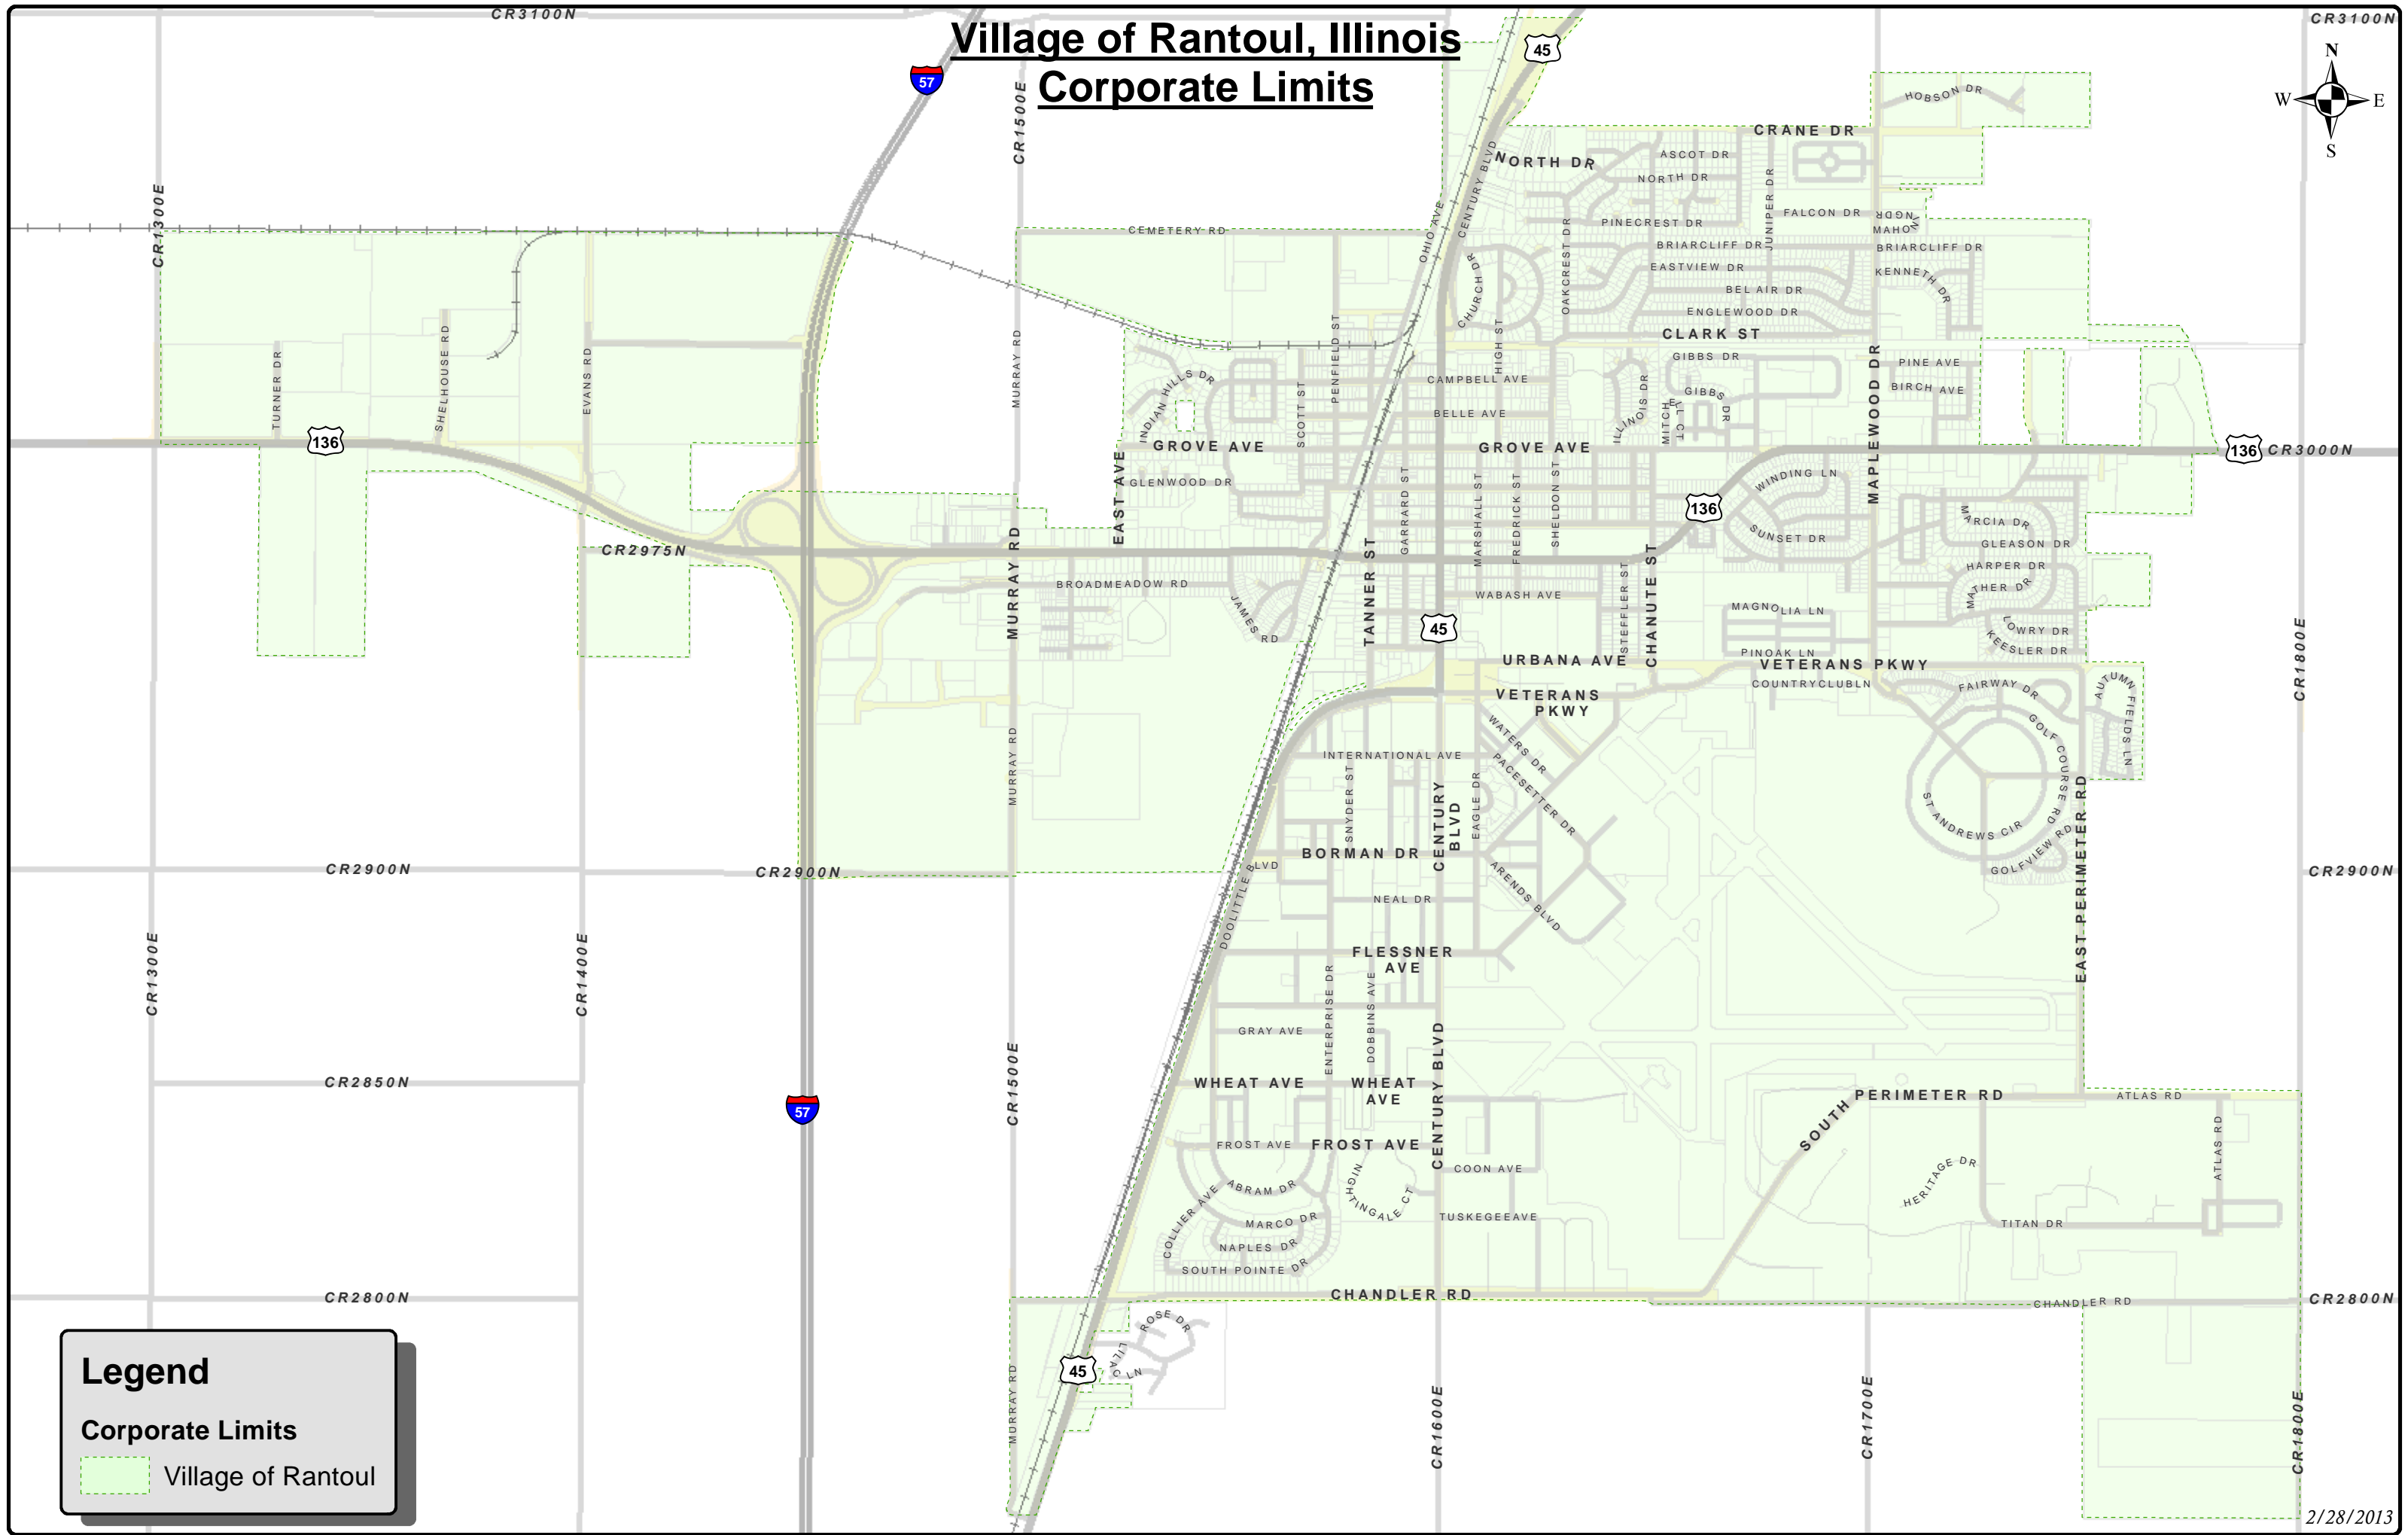 Village of Rantoul, Illinois
Corporate Limits
CR3100N
CR3100N
45
57
N
W E
S
CR1500E
CR1300E
HOBSON DR
CRANE DR
NORTH DR
ASCOT DR
NORTH DR
JUNIPER DR
CENTURY BLVD
OHIO AVE
PINECREST DR
FALCON DR
MAHOGNDR
CEMETERY RD
CHURCH DR
OAKCREST DR
BRIARCLIFF DR
BRIARCLIFF DR
EASTVIEW DR
KENNETH DR
BEL AIR DR
ENGLEWOOD DR
CLARK ST
HIGH ST
TURNER DR
SHELHOUSE RD
EVANS RD
MURRAY RD
INDIAN HILLS DR
SCOTT ST
PENFIELD ST
CAMPBELL AVE
BELLE AVE
GIBBS DR
GIBBS DR
ILLINOIS DR
MITCHELL CT
MAPLEWOOD DR
PINE AVE
BIRCH AVE
136
GROVE AVE
GROVE AVE
136
CR3000N
EAST AVE
GLENWOOD DR
GARRARD ST
MARSHALL ST
FREDRICK ST
SHELDON ST
136
WINDING LN
SUNSET DR
MARCIA DR
GLEASON DR
HARPER DR
MATHER DR
LOWRY DR
KEESLER DR
CR2975N
MURRAY RD
BROADMEADOW RD
JAMES RD
TANNER ST
WABASH AVE
STEFFLER ST
CHANUTE ST
MAGNOLIA LN
PINOAK LN
45
URBANA AVE
VETERANS PKWY
VETERANS
PKWY
COUNTRYCLUBLN
FAIRWAY DR
AUTUMN FIELDS LN
CR1800E
GOLF COURSE RD
ST ANDREWS CIR
GOLFVIEW RD
EAST PERIMETER RD
MURRAY RD
INTERNATIONAL AVE
WATERS DR
PACESETTER DR
SNYDER ST
CENTURY
BLVD
EAGLE DR
BORMAN DR
ARENDS BLVD
DOOLITTLE BLVD
CR2900N
CR2900N
CR2900N
NEAL DR
FLESSNER
AVE
CR1300E
CR1400E
ENTERPRISE DR
DOBBINS AVE
GRAY AVE
CENTURY BLVD
CR1500E
CR2850N
57
WHEAT AVE
WHEAT
AVE
SOUTH PERIMETER RD
ATLAS RD
ATLAS RD
FROST AVE
FROST AVE
COON AVE
HERITAGE DR
ABRAM DR
NIGHTINGALE CT
COLLIER AVE
MARCO DR
TUSKEGEEAVE
TITAN DR
NAPLES DR
SOUTH POINTE DR
CR2800N
CHANDLER RD
CHANDLER RD
CR2800N
ROSE DR
LILAC LN
45
MURRAY RD
CR1600E
CR1700E
CR1800E
Legend
Corporate Limits
Village of Rantoul
2/28/2013